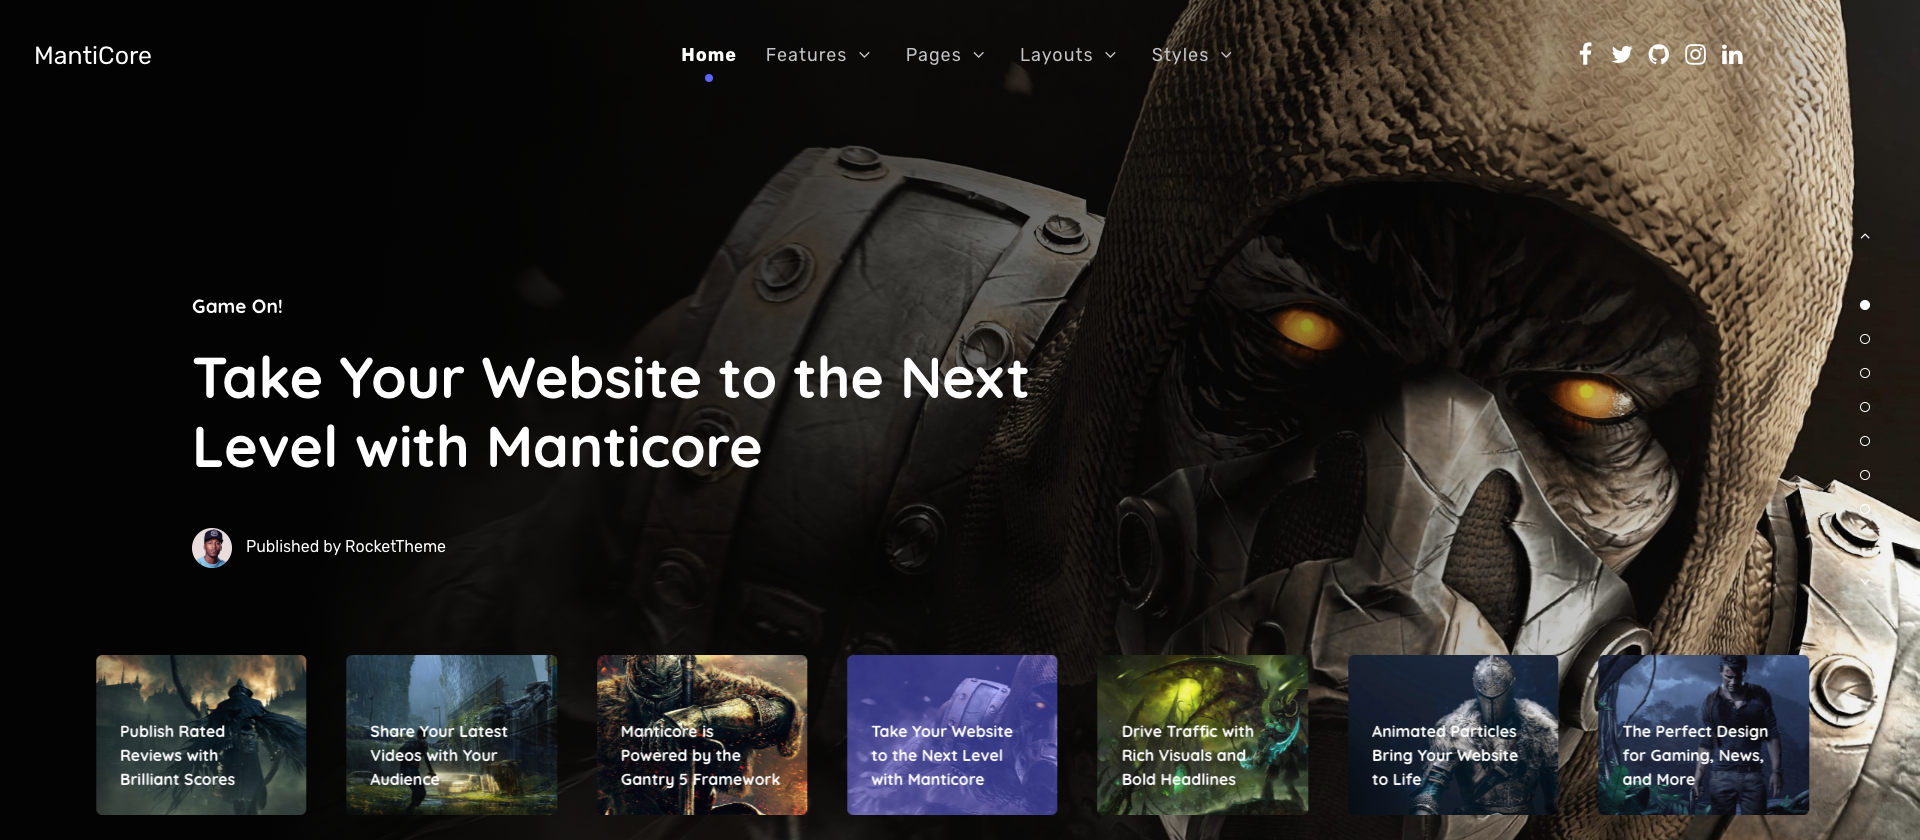 MantiCore
Home
Features
Pages
Layouts
Styles
Game On!
Take Your Website to the Next
Level with Manticore
Published by RocketTheme
Publish Rated
Reviews with
Brilliant Scores
Share Your Latest
Videos with Your
Audience
Manticore is
Powered by the
Gantry 5 Framework
Take Your Website
to the Next Level
with Manticore
Drive Traffic with
Rich Visuals and
Bold Headlines
Animated Particles
Bring Your Website
to Life
The Perfect Design
for Gaming, News,
and More